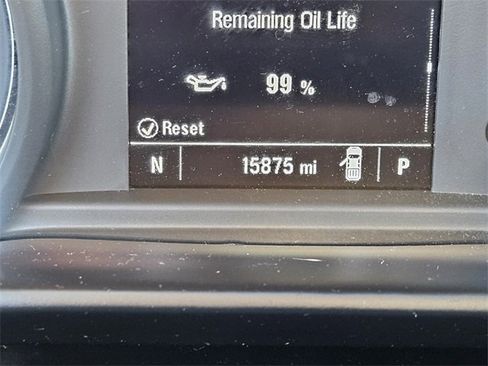 Remaining Oil Life
99 %
Reset
N 15875 mi P